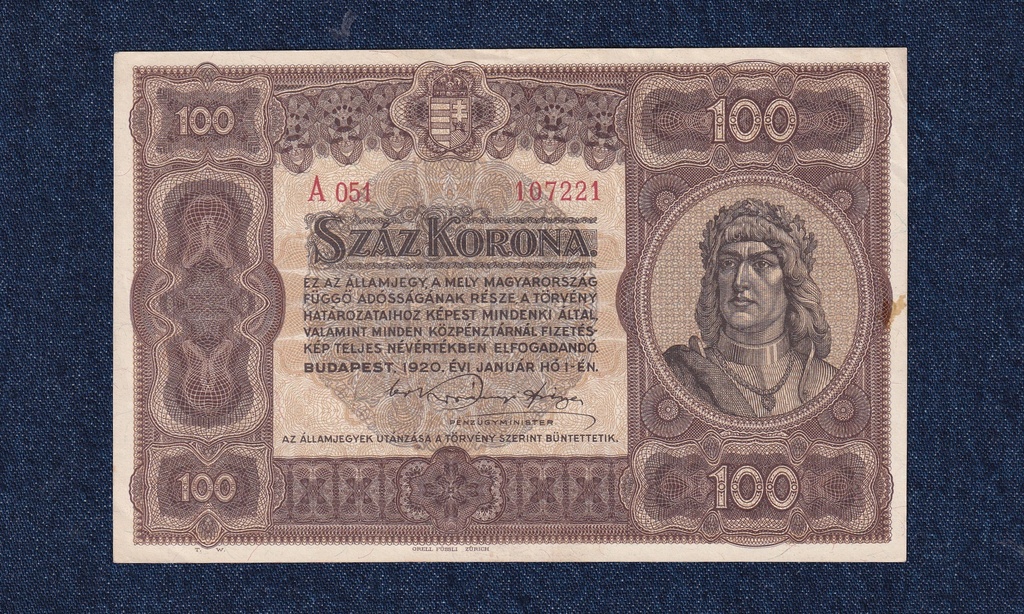 100
100
A 051
107221
SZÁZ KORONA.
EZ AZ ÁLLAMJEGY, A MELY MAGYARORSZÁG
FÜGGŐ ADÓSSÁGÁNAK RÉSZE, A TÖRVÉNY
HATÁROZATAIHOZ KÉPEST MINDENKI ÁLTAL,
VALAMINT MINDEN KÖZPÉNZTÁRNÁL FIZETÉS-
KÉP TELJES NÉVÉRTÉKBEN ELFOGADANDÓ.
BUDAPEST, 1920. ÉVI JANUÁR HÓ 1-ÉN.
PÉNZÜGYMINISTER
AZ ÁLLAMJEGYEK UTÁNZÁSA A TÖRVÉNY SZERINT BÜNTETTETIK.
100
100
T. W.
ORELL FÜSSLI ZÜRICH